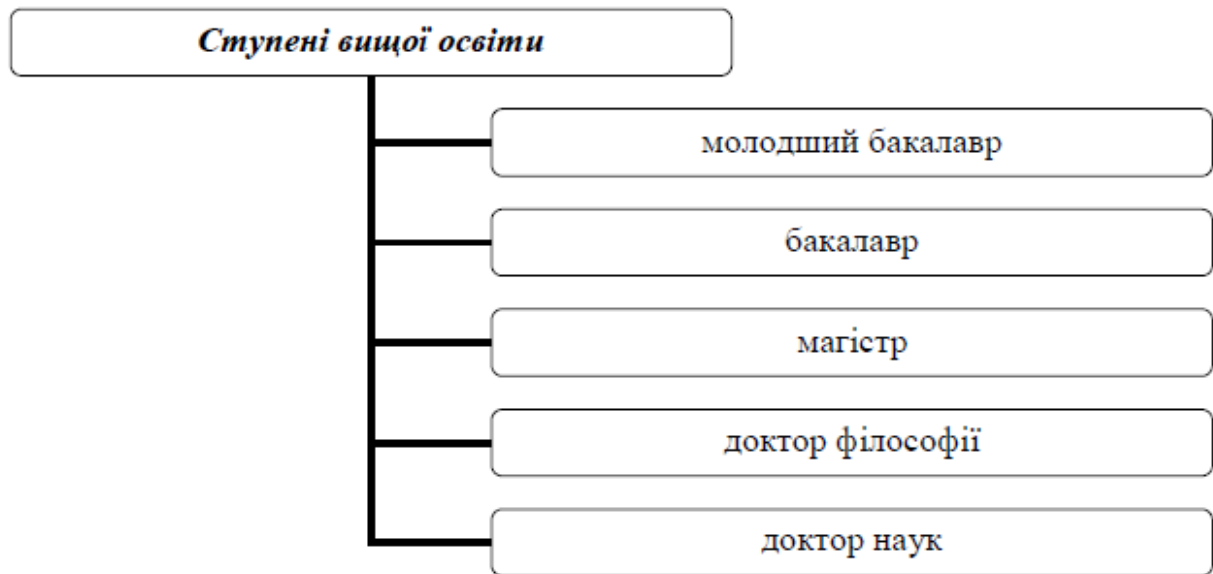 Ступені вищої освіти
молодший бакалавр
бакалавр
магістр
доктор філософії
доктор наук